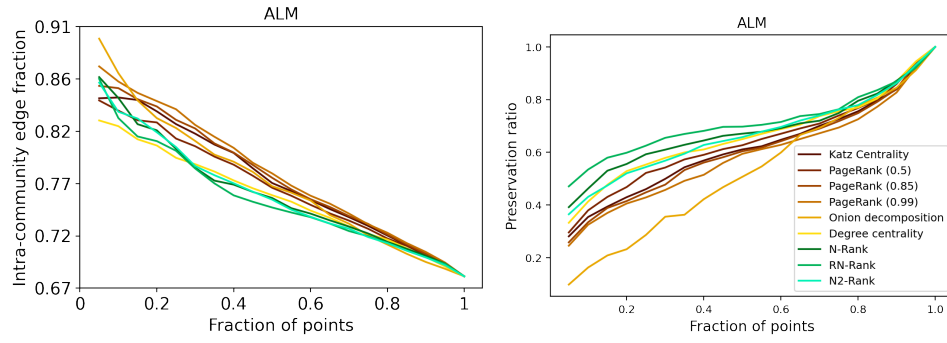 ALM
Intra-community edge fraction
0.91
0.86
0.82
0.77
0.72
0.67
0
0.2
0.4
0.6
0.8
1
Fraction of points
ALM
Preservation ratio
1.0
0.8
0.6
0.4
0.2
0.2
0.4
0.6
0.8
1.0
Fraction of points
Katz Centrality
PageRank (0.5)
PageRank (0.85)
PageRank (0.99)
Onion decomposition
Degree centrality
N-Rank
RN-Rank
N2-Rank